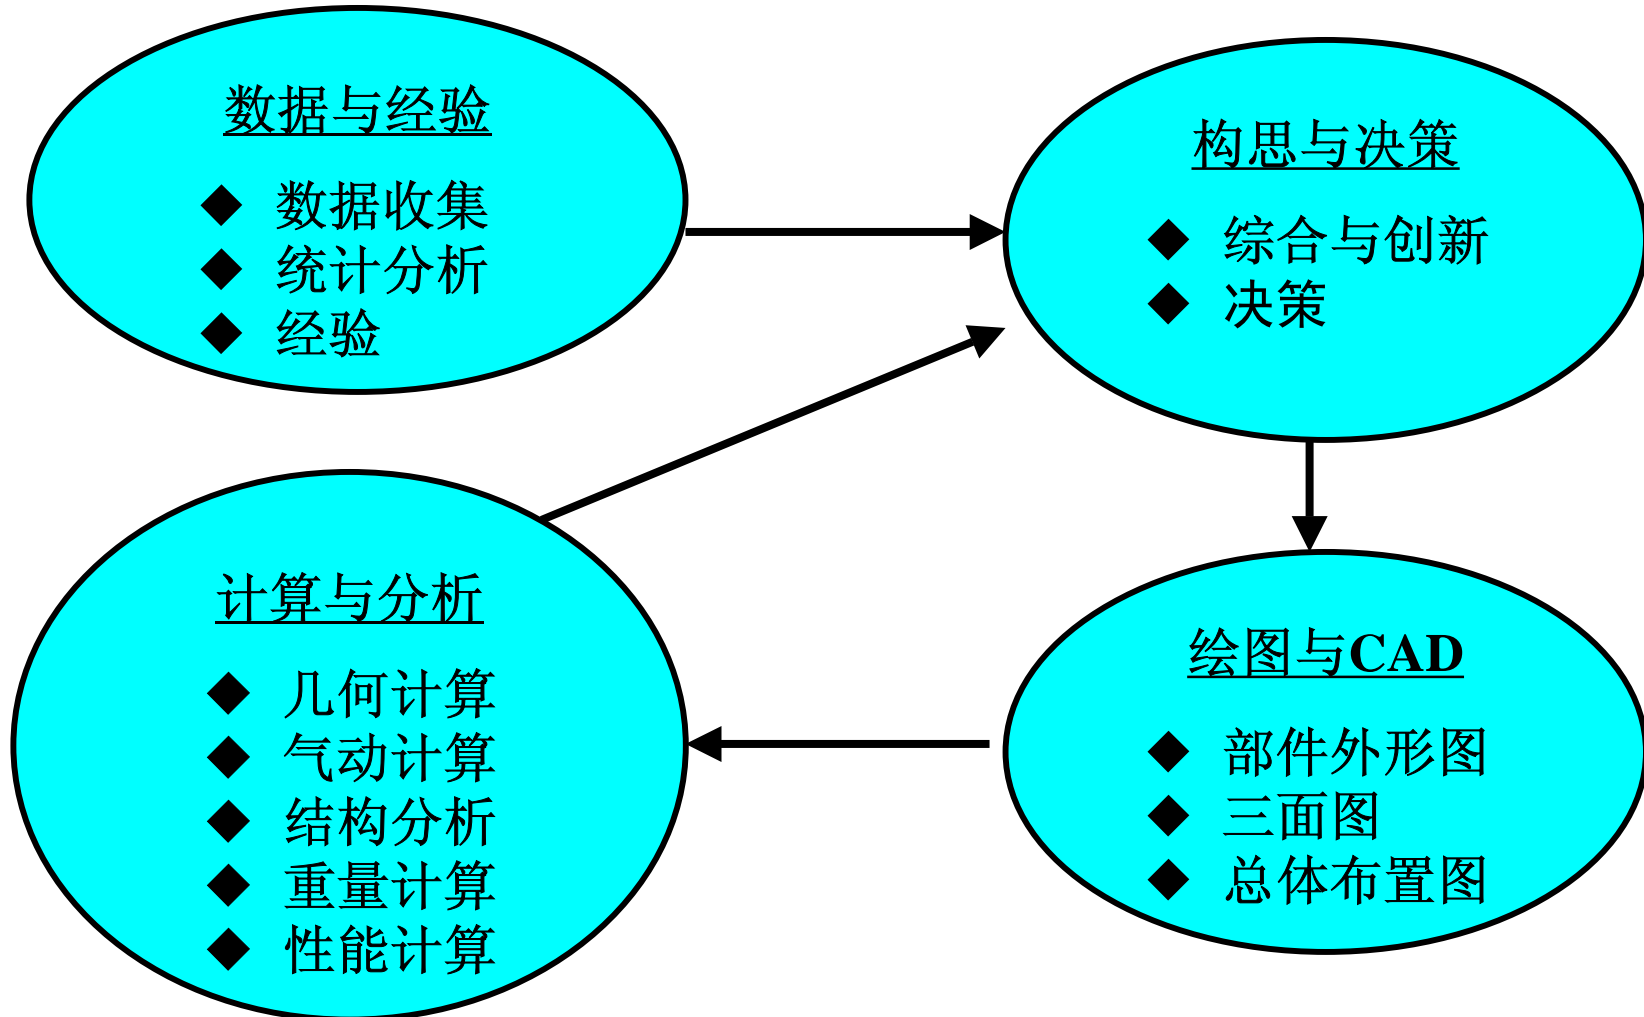 数据与经验
◆ 数据收集
◆ 统计分析
◆ 经验
构思与决策
◆ 综合与创新
◆ 决策
计算与分析
◆ 几何计算
◆ 气动计算
◆ 结构分析
◆ 重量计算
◆ 性能计算
绘图与CAD
◆ 部件外形图
◆ 三面图
◆ 总体布置图